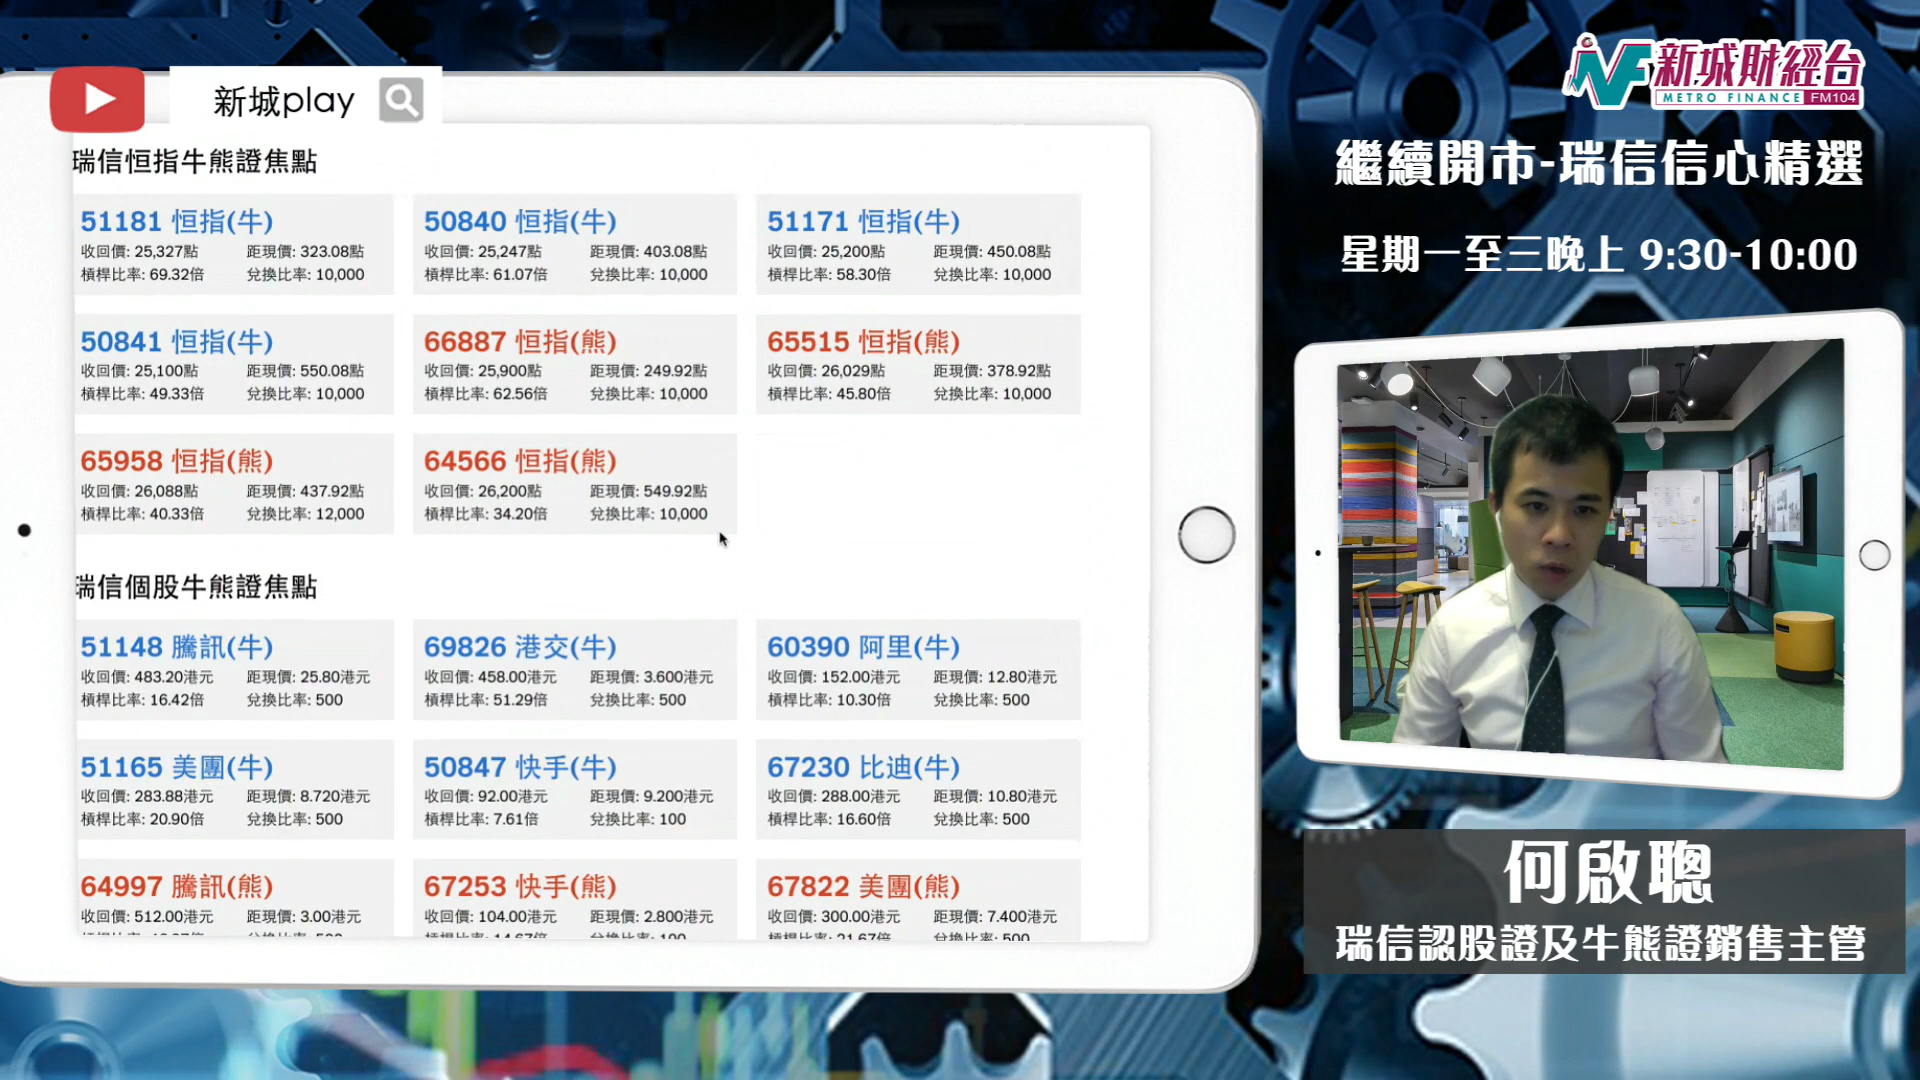 新城play
新城財經台
METRO FINANCE FM104
繼續開市-瑞信信心精選
星期一至三晚上 9:30-10:00
瑞信恒指牛熊證焦點
51181 恒指(牛)
收回價: 25,327點 距現價: 323.08點
槓桿比率: 69.32倍 兌換比率: 10,000
50840 恒指(牛)
收回價: 25,247點 距現價: 403.08點
槓桿比率: 61.07倍 兌換比率: 10,000
51171 恒指(牛)
收回價: 25,200點 距現價: 450.08點
槓桿比率: 58.30倍 兌換比率: 10,000
50841 恒指(牛)
收回價: 25,100點 距現價: 550.08點
槓桿比率: 49.33倍 兌換比率: 10,000
66887 恒指(熊)
收回價: 25,900點 距現價: 249.92點
槓桿比率: 62.56倍 兌換比率: 10,000
65515 恒指(熊)
收回價: 26,029點 距現價: 378.92點
槓桿比率: 45.80倍 兌換比率: 10,000
65958 恒指(熊)
收回價: 26,088點 距現價: 437.92點
槓桿比率: 40.33倍 兌換比率: 12,000
64566 恒指(熊)
收回價: 26,200點 距現價: 549.92點
槓桿比率: 34.20倍 兌換比率: 10,000
瑞信個股牛熊證焦點
51148 騰訊(牛)
收回價: 483.20港元 距現價: 25.80港元
槓桿比率: 16.42倍 兌換比率: 500
69826 港交(牛)
收回價: 458.00港元 距現價: 3.600港元
槓桿比率: 51.29倍 兌換比率: 500
60390 阿里(牛)
收回價: 152.00港元 距現價: 12.80港元
槓桿比率: 10.30倍 兌換比率: 500
51165 美團(牛)
收回價: 283.88港元 距現價: 8.720港元
槓桿比率: 20.90倍 兌換比率: 500
50847 快手(牛)
收回價: 92.00港元 距現價: 9.200港元
槓桿比率: 7.61倍 兌換比率: 100
67230 比迪(牛)
收回價: 288.00港元 距現價: 10.80港元
槓桿比率: 16.60倍 兌換比率: 500
64997 騰訊(熊)
收回價: 512.00港元 距現價: 3.00港元
67253 快手(熊)
收回價: 104.00港元 距現價: 2.800港元
67822 美團(熊)
收回價: 300.00港元 距現價: 7.400港元
何啟聰
瑞信認股證及牛熊證銷售主管